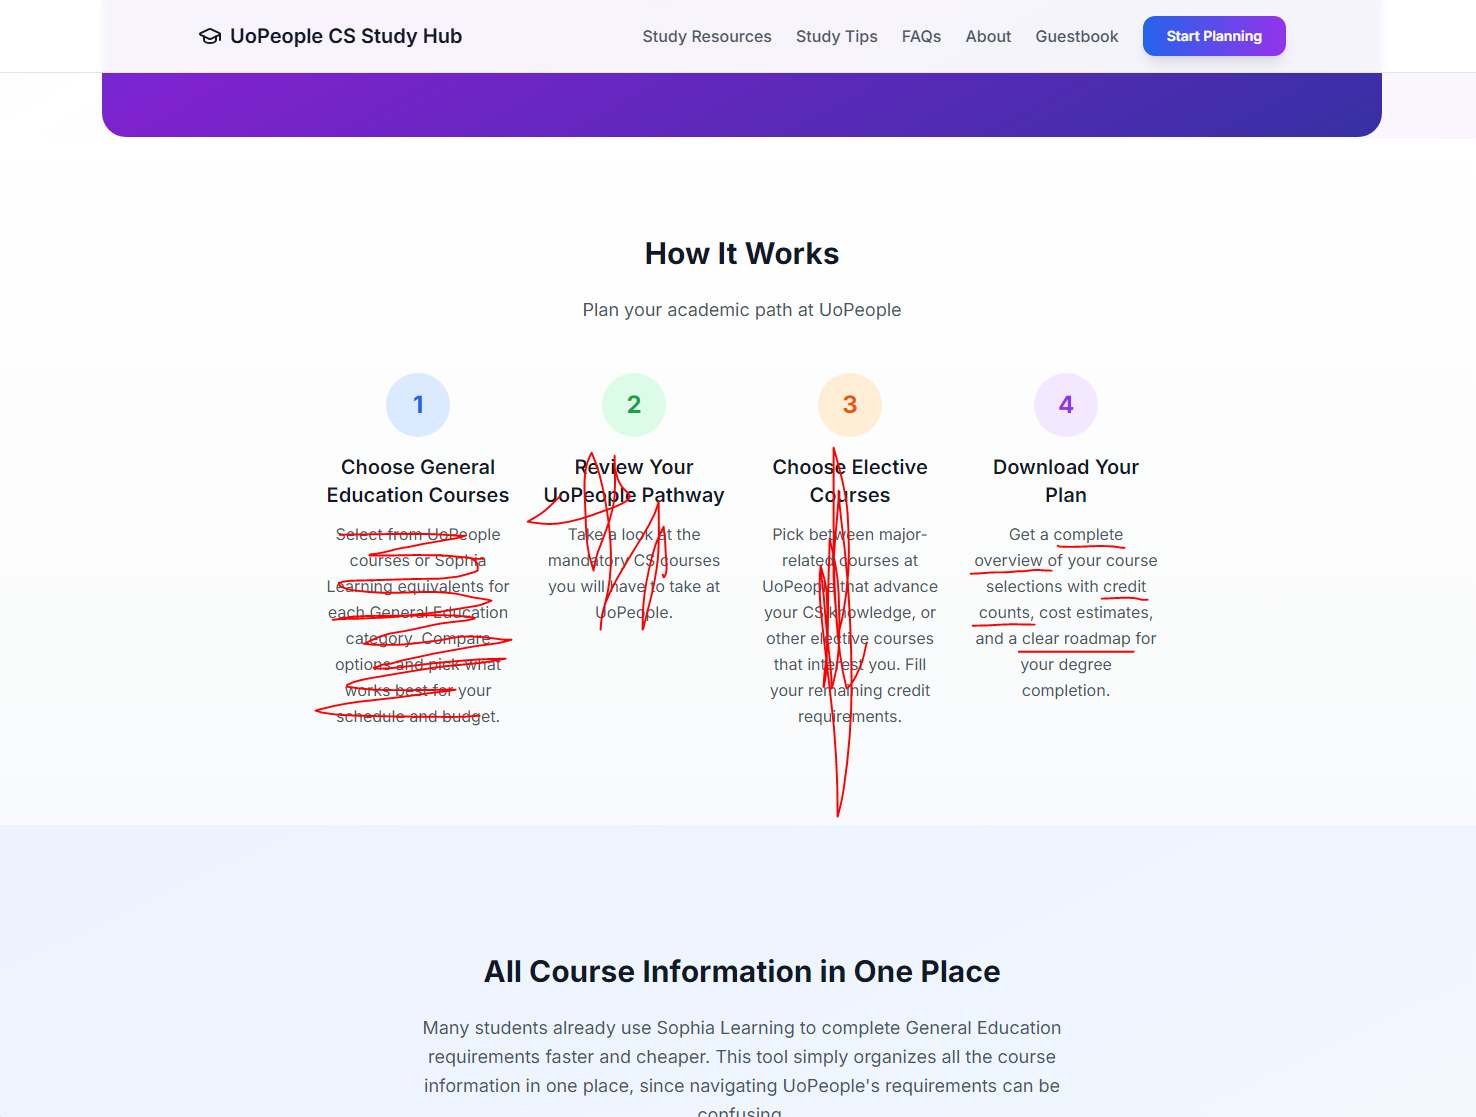 UoPeople CS Study Hub
Study Resources
Study Tips
FAQs
About
Guestbook
Start Planning
How It Works
Plan your academic path at UoPeople
1
Choose General
Education Courses
Select from UoPeople
courses or Sophia
Learning equivalents for
each General Education
category. Compare
options and pick what
works best for your
schedule and budget.
2
Review Your
UoPeople Pathway
Take a look at the
mandatory CS courses
you will have to take at
UoPeople.
3
Choose Elective
Courses
Pick between major-
related courses at
UoPeople that advance
your CS knowledge, or
other elective courses
that interest you. Fill
your remaining credit
requirements.
4
Download Your
Plan
Get a complete
overview of your course
selections with credit
counts, cost estimates,
and a clear roadmap for
your degree
completion.
All Course Information in One Place
Many students already use Sophia Learning to complete General Education
requirements faster and cheaper. This tool simply organizes all the course
information in one place, since navigating UoPeople's requirements can be
confusing.